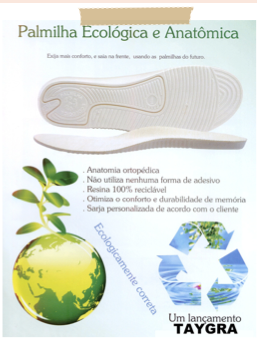 Palmilha Ecológica e Anatômica
Exija mais conforto, e saia na frente, usando as palmilhas do futuro.
. Anatomia ortopédica
. Não utiliza nenhuma forma de adesivo
. Resina 100% reciclável
. Otimiza o conforto e durabilidade de memória
. Sarja personalizada de acordo com o cliente
Ecologicamente correta
Um lançamento
TAYGRA